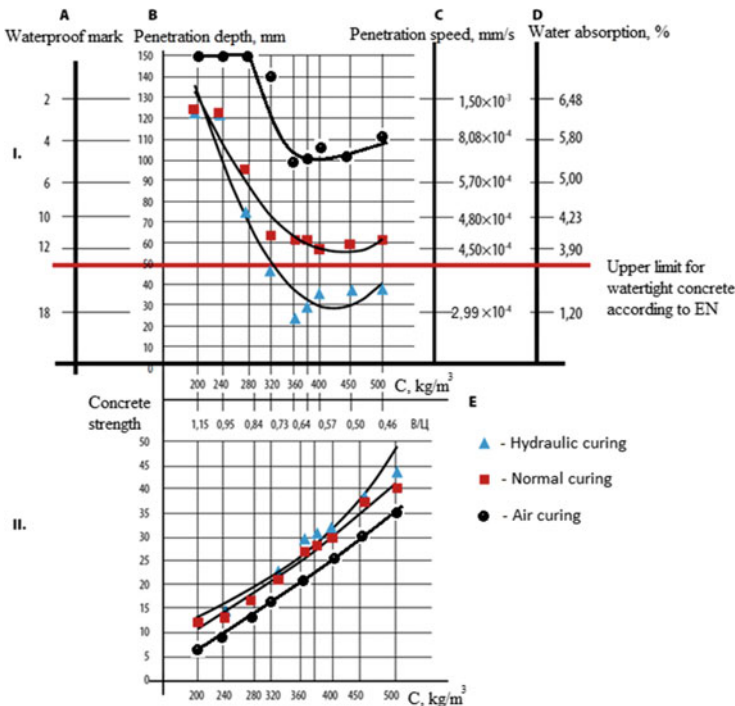 A B C D
Waterproof mark Penetration depth, mm Penetration speed, mm/s Water absorption, %
150
140
2 130 1,50×10⁻³ 6,48
120
4 110 8,08×10⁻⁴ 5,80
I. 100
6 90 5,70×10⁻⁴ 5,00
80
10 70 4,80×10⁻⁴ 4,23
12 60 4,50×10⁻⁴ 3,90
50
Upper limit for
watertight concrete
according to EN
40
18 30 2,99×10⁻⁴ 1,20
20
10
0
200 240 280 320 360 380 400 450 500 C, kg/m³
Concrete
strength
1,15 0,95 0,84 0,73 0,64 0,57 0,50 0,46 В/Ц
E
50
45
40
35
30
II. 25
20
15
10
5
0
200 240 280 320 360 380 400 450 500 C, kg/m³
- Hydraulic curing
- Normal curing
- Air curing